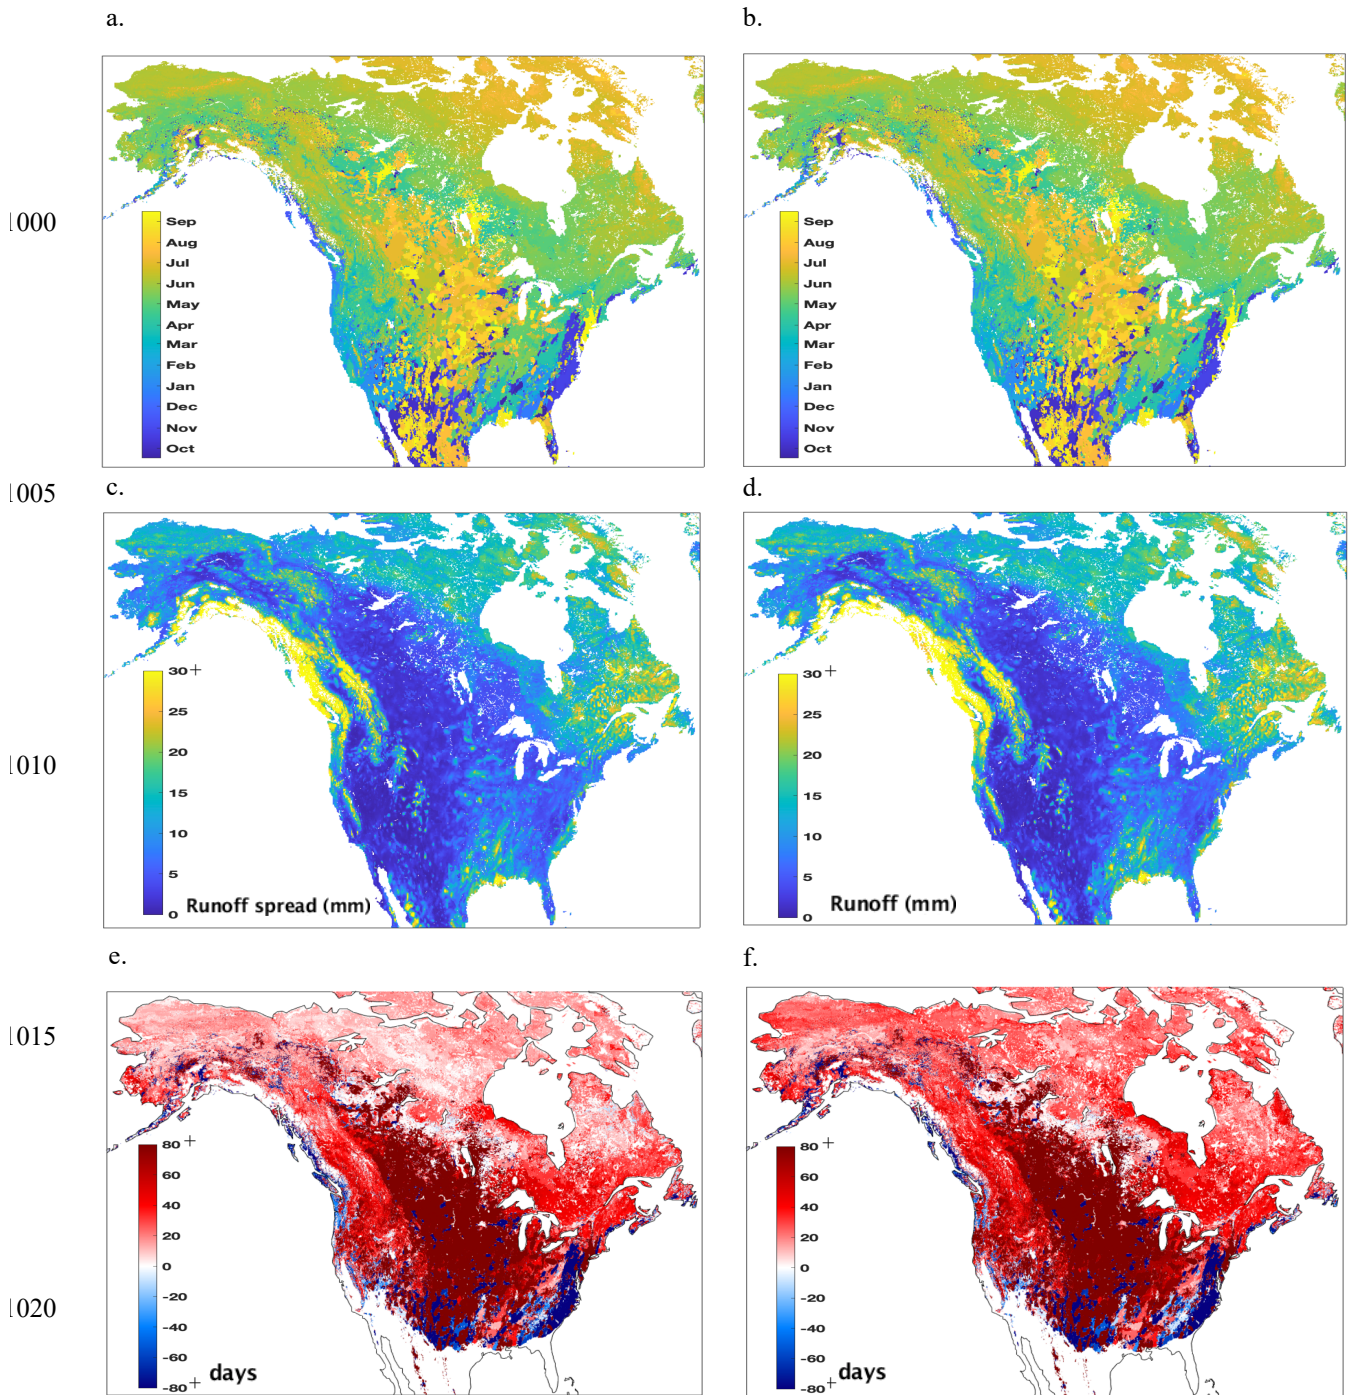 a.
b.
1000
Sep
Aug
Jul
Jun
May
Apr
Mar
Feb
Jan
Dec
Nov
Oct
Sep
Aug
Jul
Jun
May
Apr
Mar
Feb
Jan
Dec
Nov
Oct
1005
c.
d.
30+
25
20
15
10
5
0
Runoff spread (mm)
30+
25
20
15
10
5
0
Runoff (mm)
1010
e.
f.
1015
80+
60
40
20
0
-20
-40
-60
-80+
days
80+
60
40
20
0
-20
-40
-60
-80+
days
1020